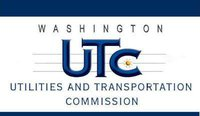 WASHINGTON
UTC
UTILITIES AND TRANSPORTATION
COMMISSION